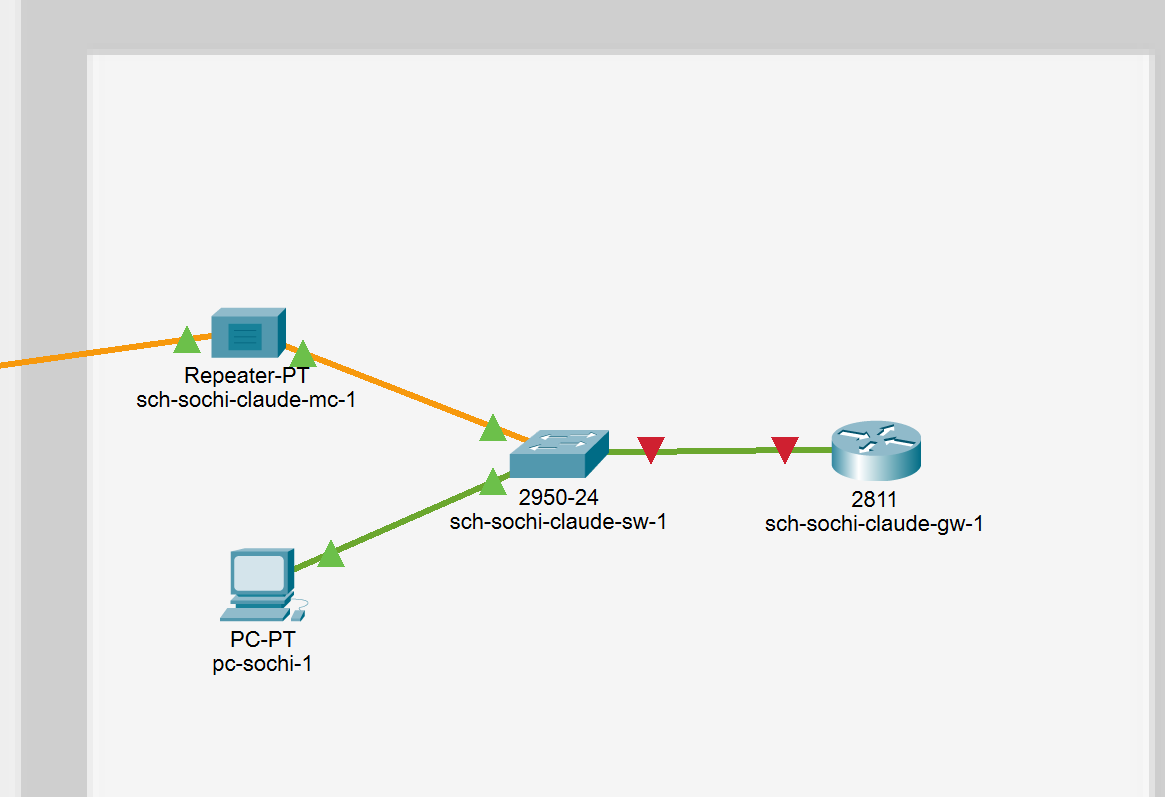 Repeater-PT
sch-sochi-claude-mc-1
2950-24
sch-sochi-claude-sw-1
2811
sch-sochi-claude-gw-1
PC-PT
pc-sochi-1